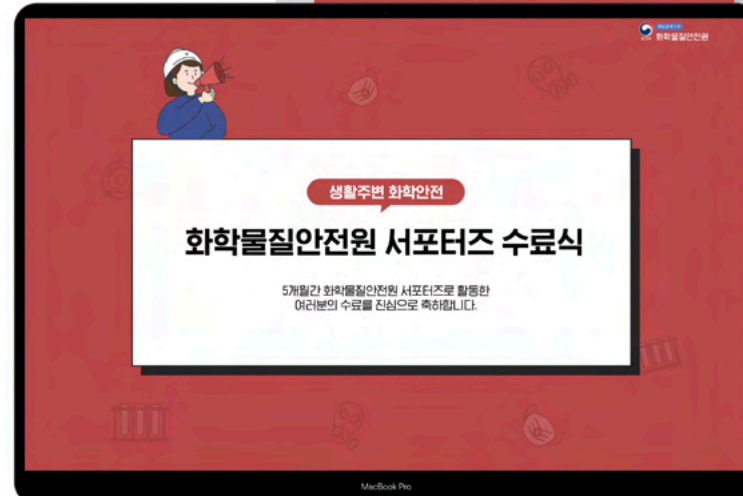 화학물질안전원
생활주변 화학안전
화학물질안전원 서포터즈 수료식
5개월간 화학물질안전원 서포터즈로 활동한
여러분의 수료를 진심으로 축하합니다.
MacBook Pro